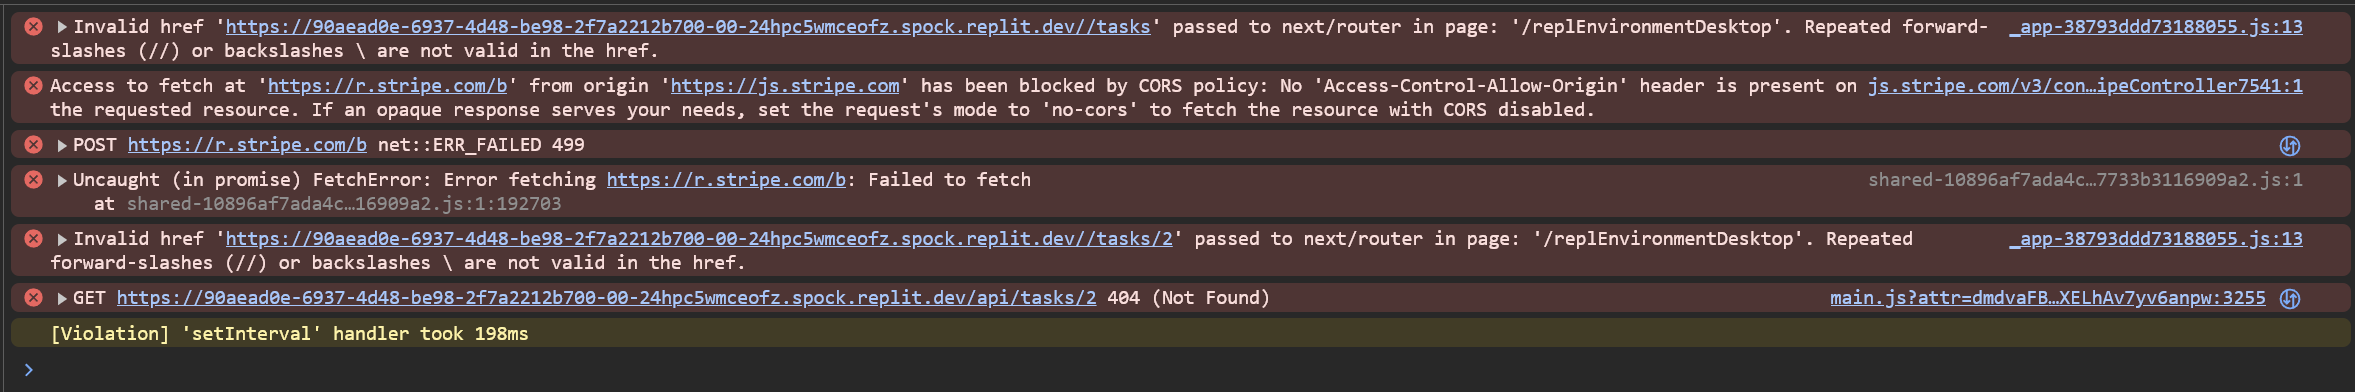 Invalid href 'https://90aead0e-6937-4d48-be98-2f7a2212b700-00-24hpc5wmceofz.spock.replit.dev//tasks' passed to next/router in page: '/replEnvironmentDesktop'. Repeated forward- _app-38793ddd73188055.js:13
slashes (//) or backslashes \ are not valid in the href.
Access to fetch at 'https://r.stripe.com/b' from origin 'https://js.stripe.com' has been blocked by CORS policy: No 'Access-Control-Allow-Origin' header is present on js.stripe.com/v3/con…ipeController7541:1
the requested resource. If an opaque response serves your needs, set the request's mode to 'no-cors' to fetch the resource with CORS disabled.
POST https://r.stripe.com/b net::ERR_FAILED 499
Uncaught (in promise) FetchError: Error fetching https://r.stripe.com/b: Failed to fetch shared-10896af7ada4c…7733b3116909a2.js:1
at shared-10896af7ada4c…16909a2.js:1:192703
Invalid href 'https://90aead0e-6937-4d48-be98-2f7a2212b700-00-24hpc5wmceofz.spock.replit.dev//tasks/2' passed to next/router in page: '/replEnvironmentDesktop'. Repeated _app-38793ddd73188055.js:13
forward-slashes (//) or backslashes \ are not valid in the href.
GET https://90aead0e-6937-4d48-be98-2f7a2212b700-00-24hpc5wmceofz.spock.replit.dev/api/tasks/2 404 (Not Found) main.js?attr=dmdvaFB…XELhAv7yv6anpw:3255
[Violation] 'setInterval' handler took 198ms